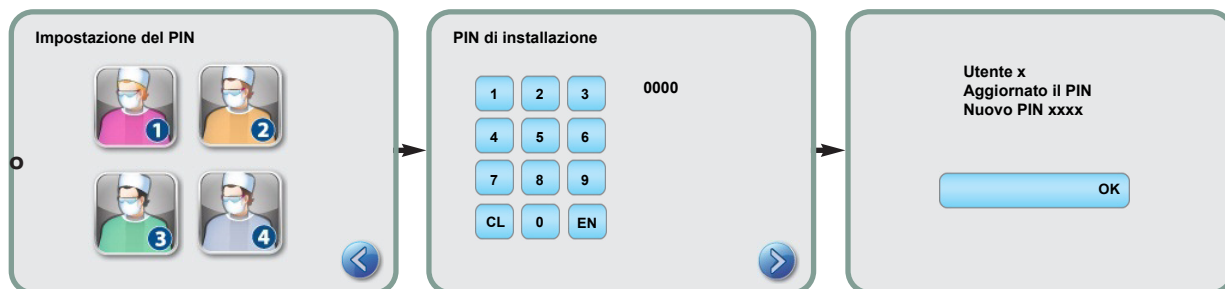 Impostazione del PIN
1 2
3 4
o
PIN di installazione
1 2 3 0000
4 5 6
7 8 9
CL 0 EN
Utente x
Aggiornato il PIN
Nuovo PIN xxxx
OK